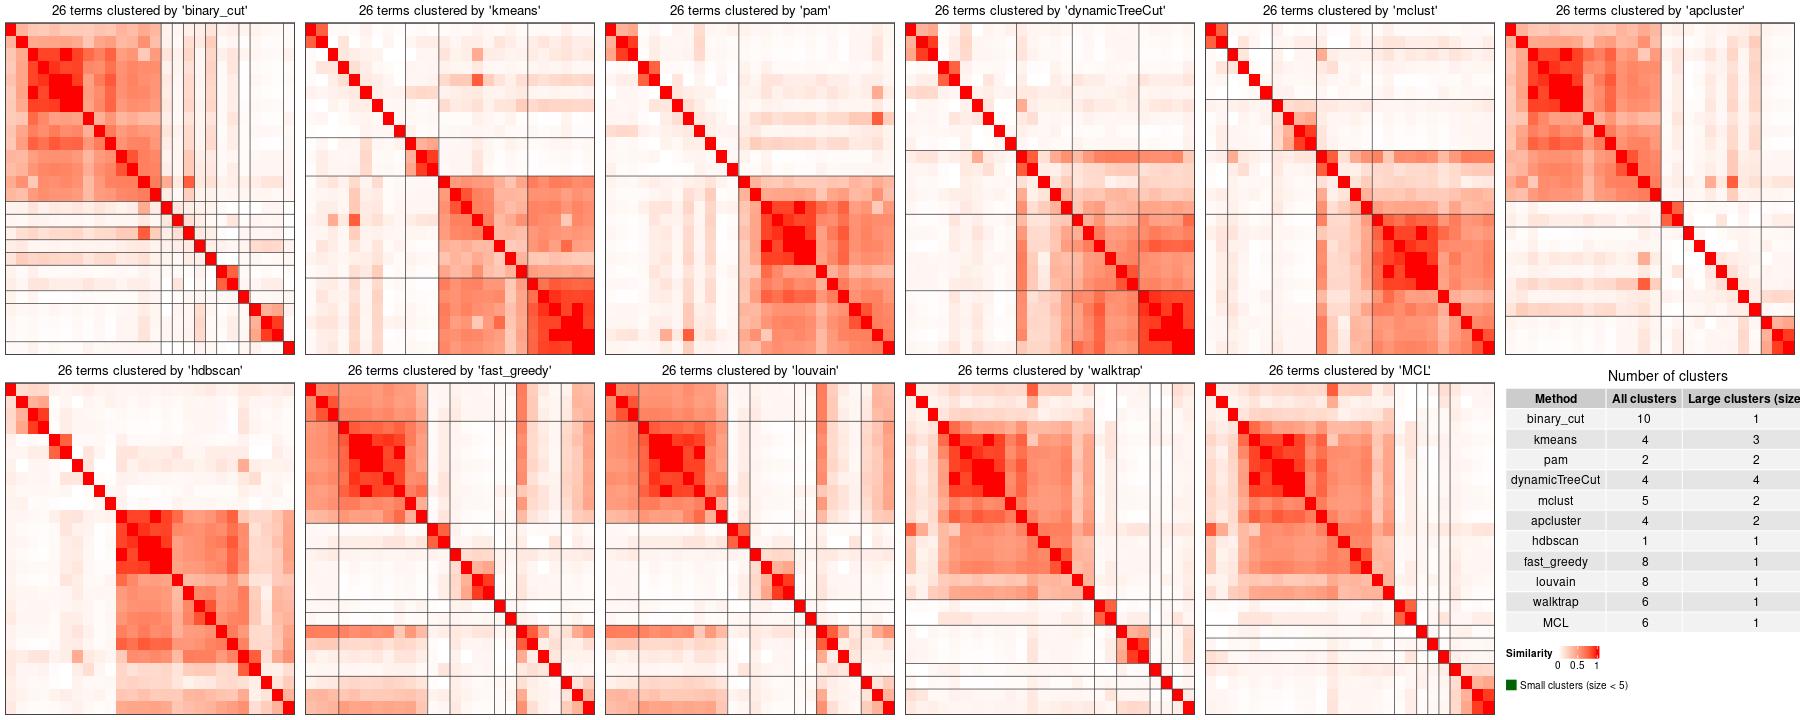 26 terms clustered by 'binary_cut'
26 terms clustered by 'kmeans'
26 terms clustered by 'pam'
26 terms clustered by 'dynamicTreeCut'
26 terms clustered by 'mclust'
26 terms clustered by 'apcluster'
26 terms clustered by 'hdbscan'
26 terms clustered by 'fast_greedy'
26 terms clustered by 'louvain'
26 terms clustered by 'walktrap'
26 terms clustered by 'MCL'
Number of clusters
Method All clusters Large clusters (size
binary_cut 10 1
kmeans 4 3
pam 2 2
dynamicTreeCut 4 4
mclust 5 2
apcluster 4 2
hdbscan 1 1
fast_greedy 8 1
louvain 8 1
walktrap 6 1
MCL 6 1
Similarity
0 0.5 1
Small clusters (size < 5)